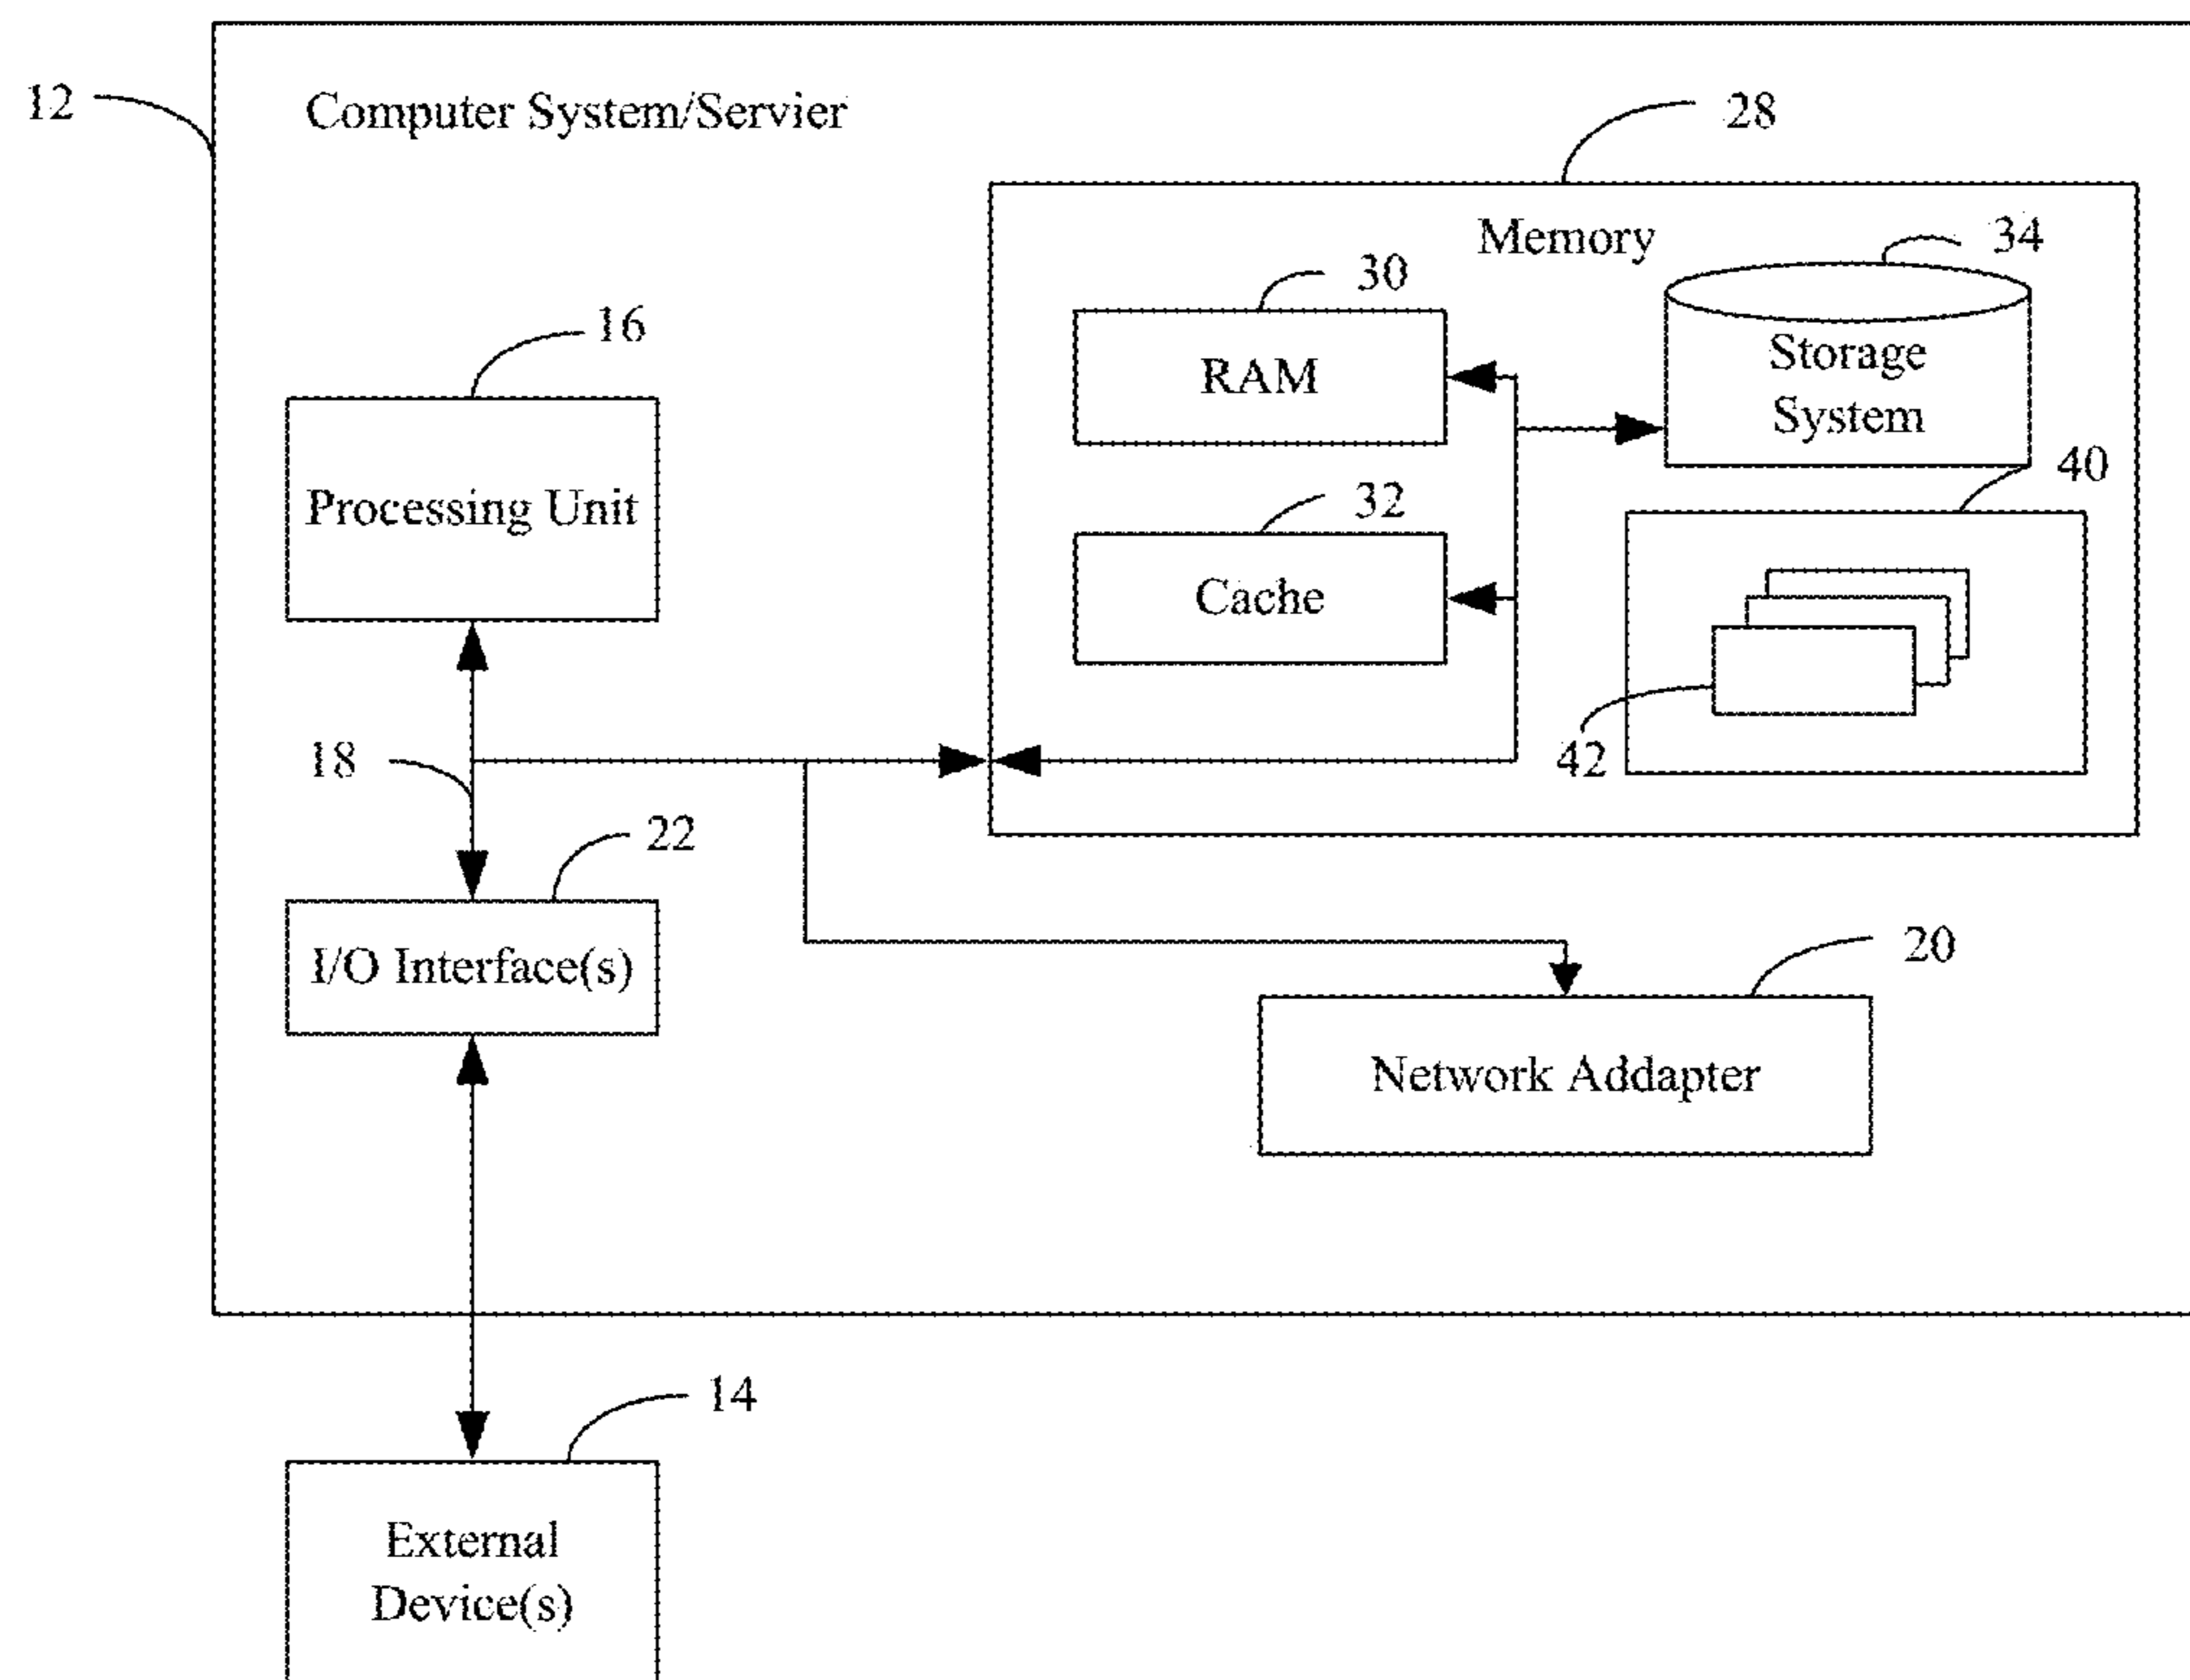 12
Computer System/Servier
28
Memory
34
30
16
RAM
Storage
System
40
32
Processing Unit
Cache
18
42
22
I/O Interface(s)
20
Network Addapter
14
External
Device(s)